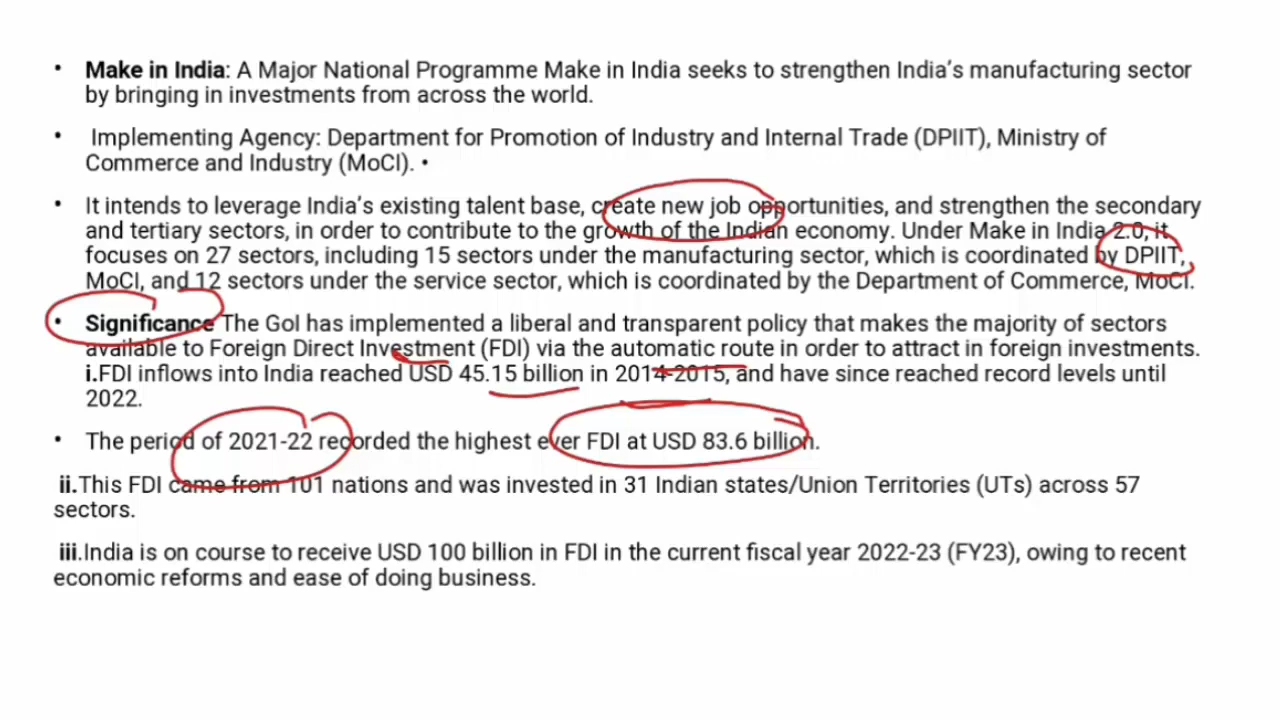 • Make in India: A Major National Programme Make in India seeks to strengthen India's manufacturing sector
by bringing in investments from across the world.
• Implementing Agency: Department for Promotion of Industry and Internal Trade (DPIIT), Ministry of
Commerce and Industry (MoCI). •
• It intends to leverage India's existing talent base, create new job opportunities, and strengthen the secondary
and tertiary sectors, in order to contribute to the growth of the Indian economy. Under Make in India 2.0, it
focuses on 27 sectors, including 15 sectors under the manufacturing sector, which is coordinated by DPIIT,
MoCI, and 12 sectors under the service sector, which is coordinated by the Department of Commerce, MoCI.
• Significance The GoI has implemented a liberal and transparent policy that makes the majority of sectors
available to Foreign Direct Investment (FDI) via the automatic route in order to attract in foreign investments.
i.FDI inflows into India reached USD 45.15 billion in 2014-2015, and have since reached record levels until
2022.
• The period of 2021-22 recorded the highest ever FDI at USD 83.6 billion.
ii.This FDI came from 101 nations and was invested in 31 Indian states/Union Territories (UTs) across 57
sectors.
iii.India is on course to receive USD 100 billion in FDI in the current fiscal year 2022-23 (FY23), owing to recent
economic reforms and ease of doing business.